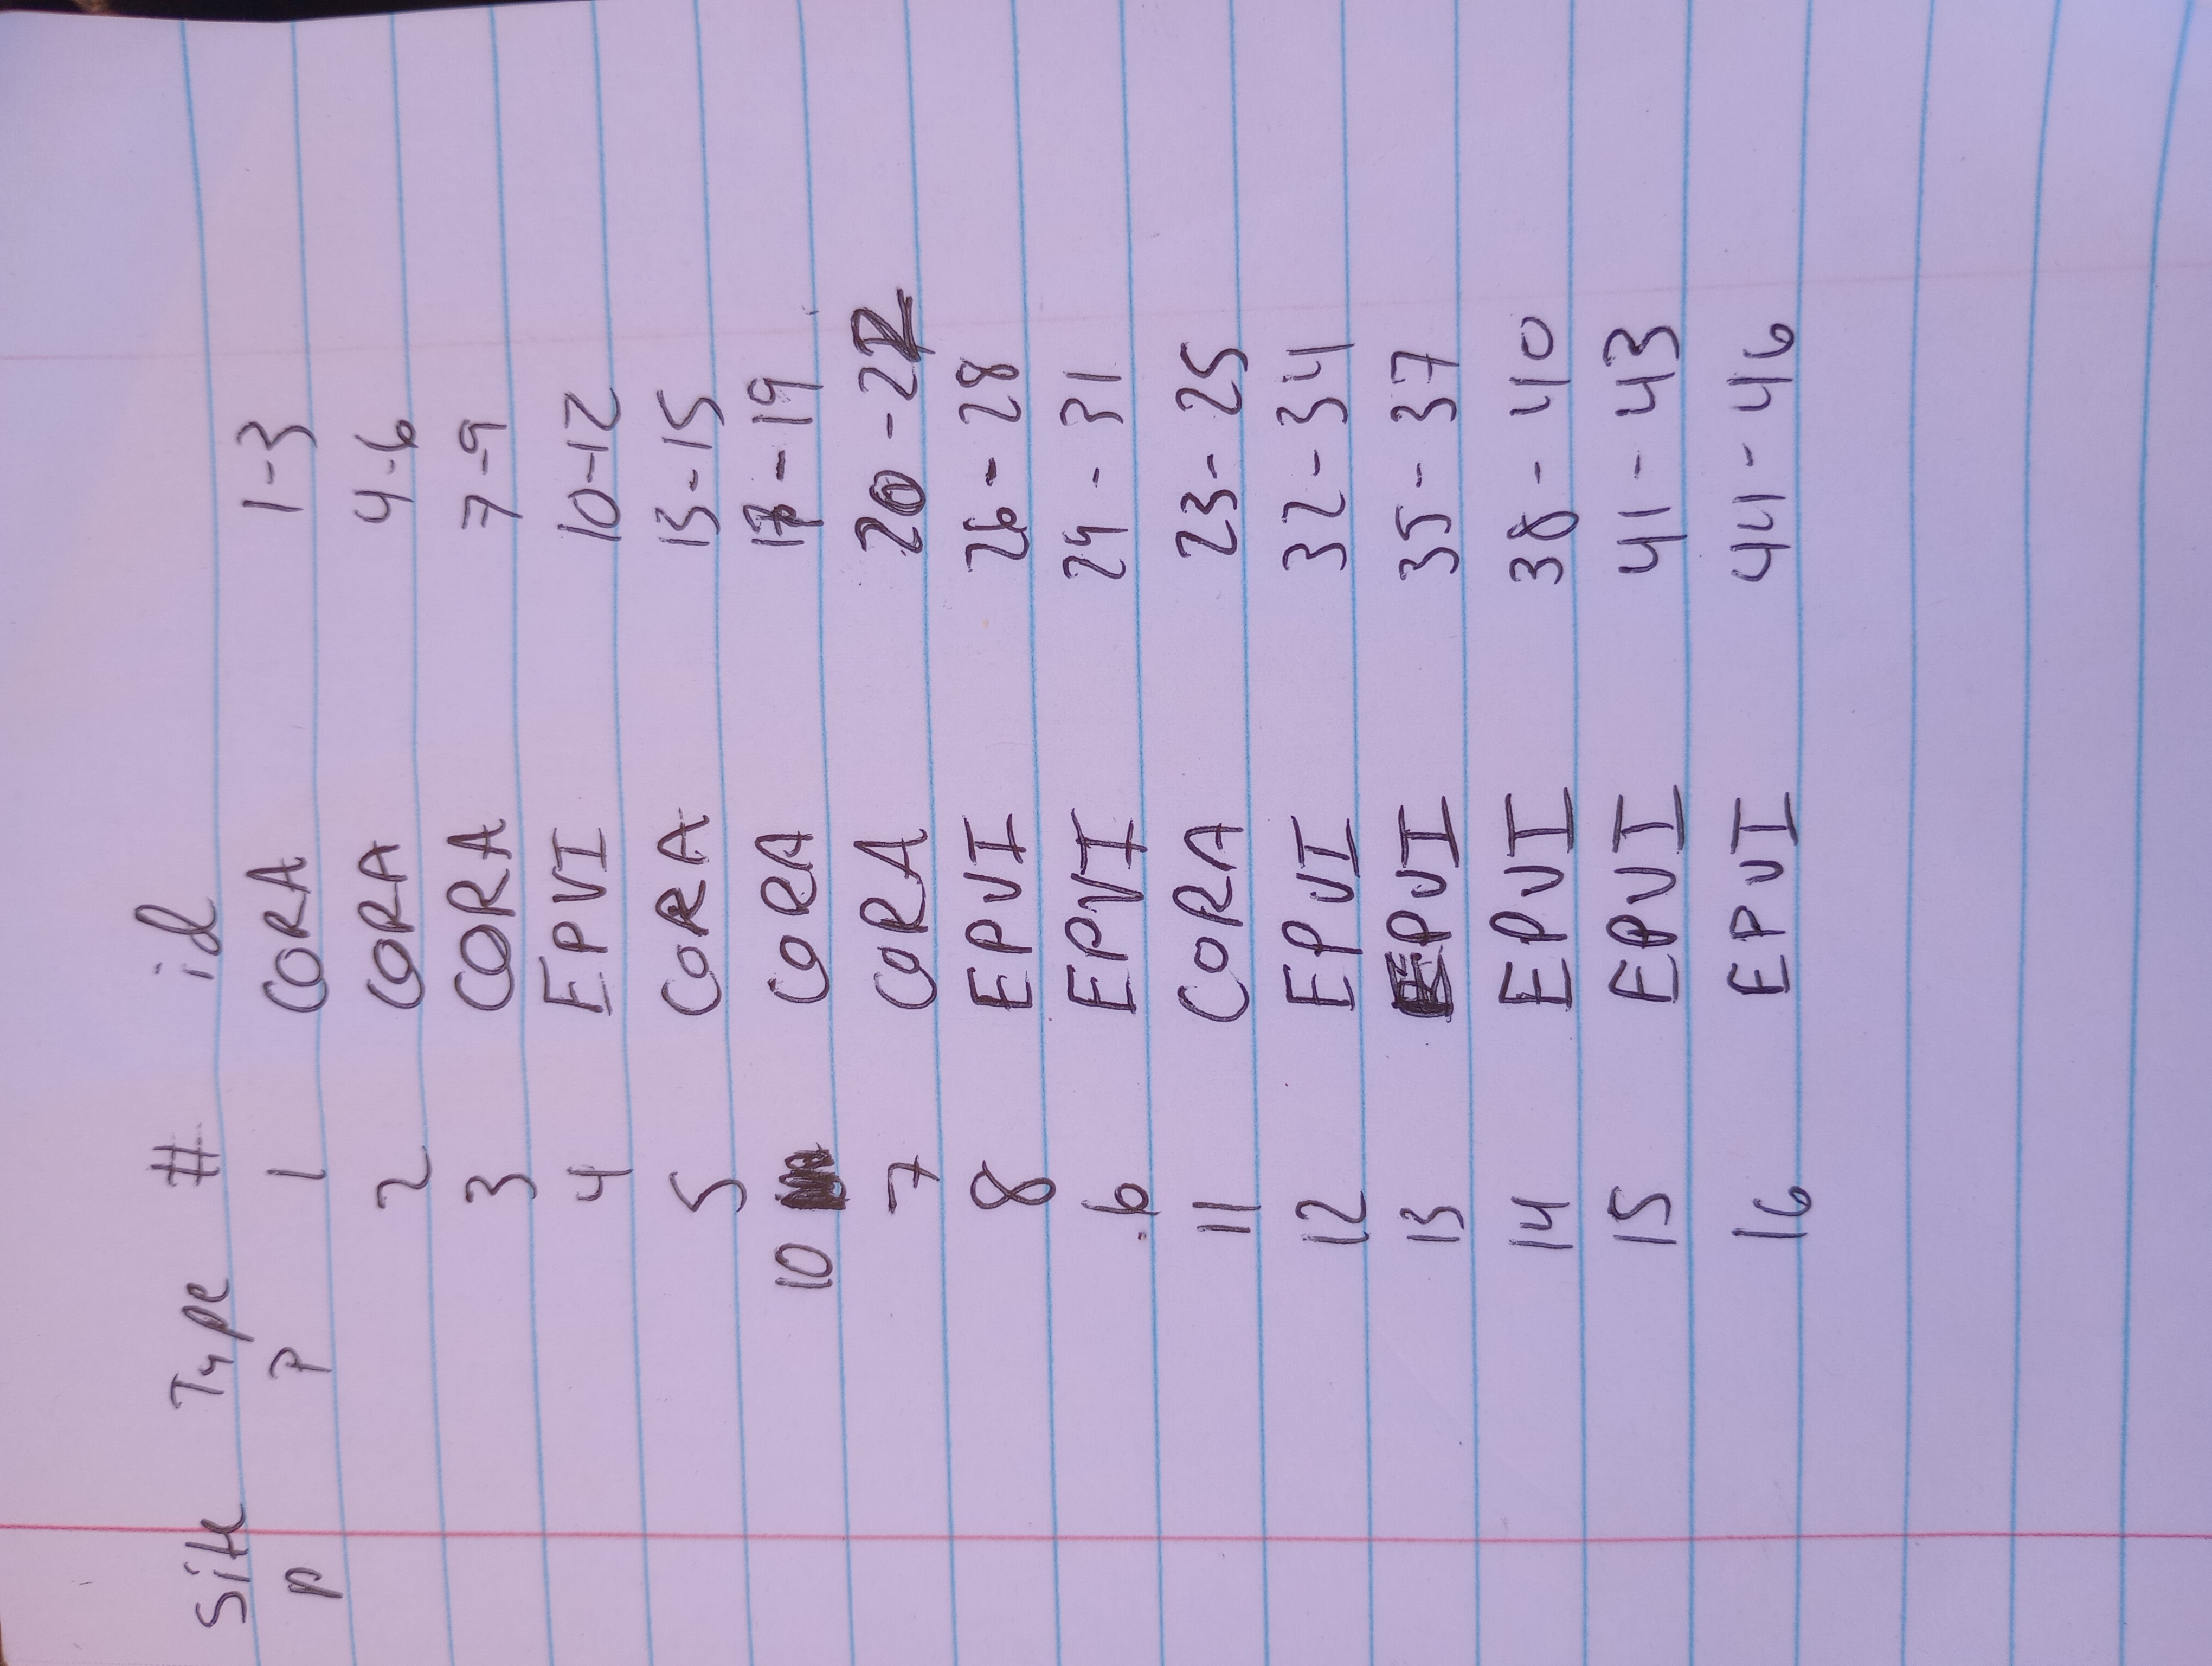 Site Type # id
P P 1 CORA 1-3
2 CORA 4-6
3 CORA 7-9
4 EPVI 10-12
5 CORA 13-15
10 CORA - 19
7 CORA 20-22
8 EPVI 26-28
6 EPVI 29-31
11 CORA 23-25
12 EPVI 32-34
13 EPVI 35-37
14 EPVI 38-40
15 EPVI 41-43
16 EPVI 44-46